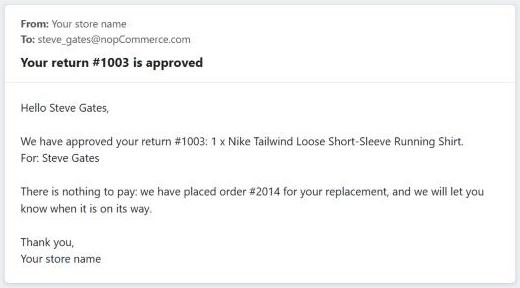 From: Your store name
To: steve_gates@nopCommerce.com
Your return #1003 is approved
Hello Steve Gates,
We have approved your return #1003: 1 x Nike Tailwind Loose Short-Sleeve Running Shirt.
For: Steve Gates
There is nothing to pay: we have placed order #2014 for your replacement, and we will let you
know when it is on its way.
Thank you,
Your store name